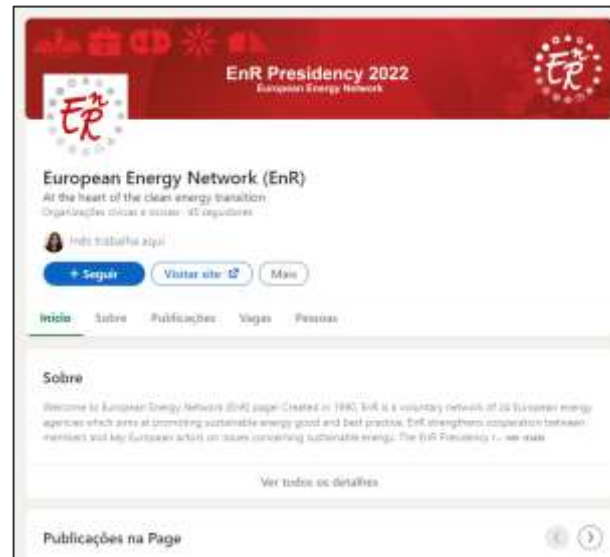 EnR Presidency 2022
European Energy Network
EnR
EnR
European Energy Network (EnR)
At the heart of the clean energy transition
Organizações cívicas e sociais · 45 seguidores
Inês trabalha aqui
+ Seguir
Visitar site
Mais
Início
Sobre
Publicações
Vagas
Pessoas
Sobre
Welcome to European Energy Network (EnR) page! Created in 1990, EnR is a voluntary network of 24 European energy
agencies which aims at promoting sustainable energy good and best practice. EnR strengthens cooperation between
members and key European actors on issues concerning sustainable energy. The EnR Presidency r... ver mais
Ver todos os detalhes
Publicações na Page